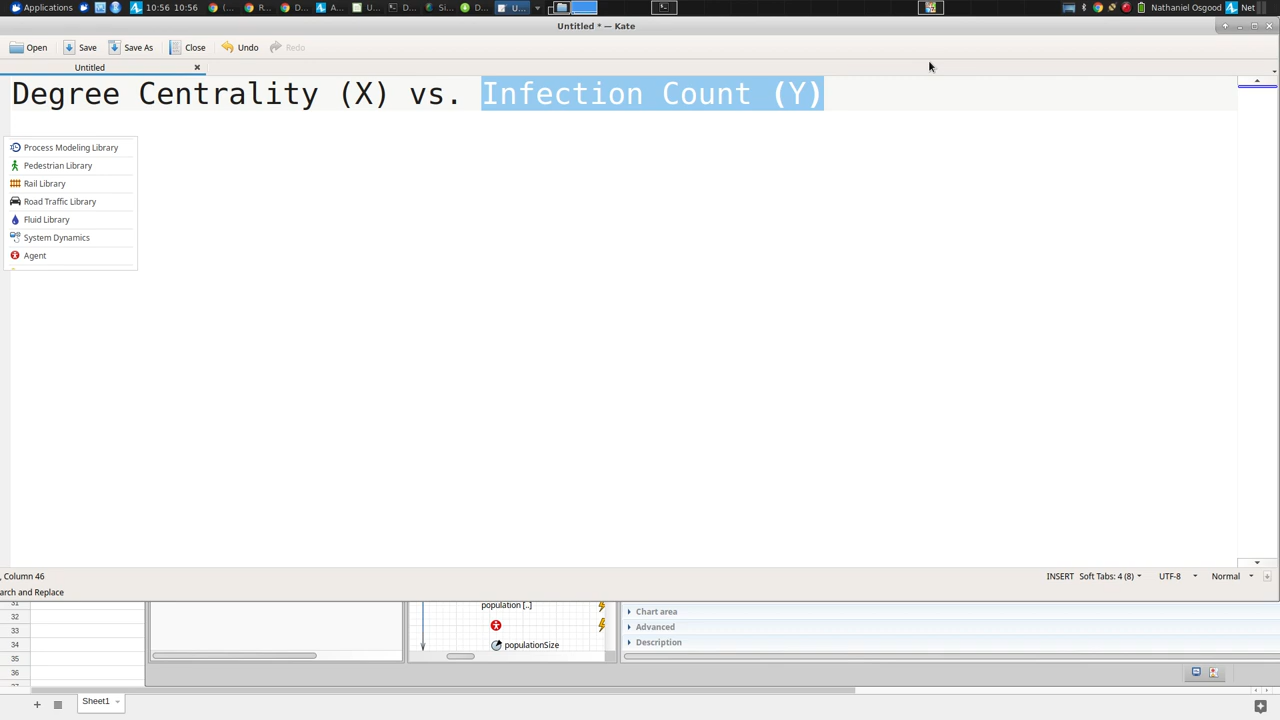 Applications 10:56 10:56 (... R... D... A... U... D... Si... D... U... Nathaniel Osgood Net
Untitled * — Kate
Open Save Save As Close Undo Redo
Untitled
Degree Centrality (X) vs. Infection Count (Y)
Process Modeling Library
Pedestrian Library
Rail Library
Road Traffic Library
Fluid Library
System Dynamics
Agent
, Column 46 INSERT Soft Tabs: 4 (8) UTF-8 Normal
arch and Replace
31 population [..] Chart area
32
33 Advanced
34 populationSize Description
35
36
Sheet1